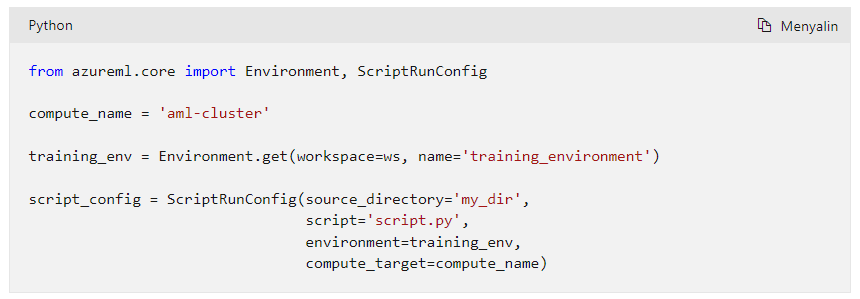 Python
Menyalin
from azureml.core import Environment, ScriptRunConfig
compute_name = 'aml-cluster'
training_env = Environment.get(workspace=ws, name='training_environment')
script_config = ScriptRunConfig(source_directory='my_dir',
                                script='script.py',
                                environment=training_env,
                                compute_target=compute_name)